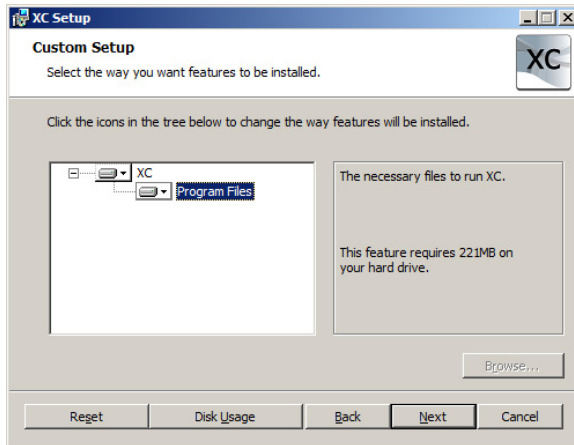 XC Setup
Custom Setup
Select the way you want features to be installed.
XC
Click the icons in the tree below to change the way features will be installed.
XC
Program Files
The necessary files to run XC.
This feature requires 221MB on
your hard drive.
Browse...
Reset Disk Usage Back Next Cancel